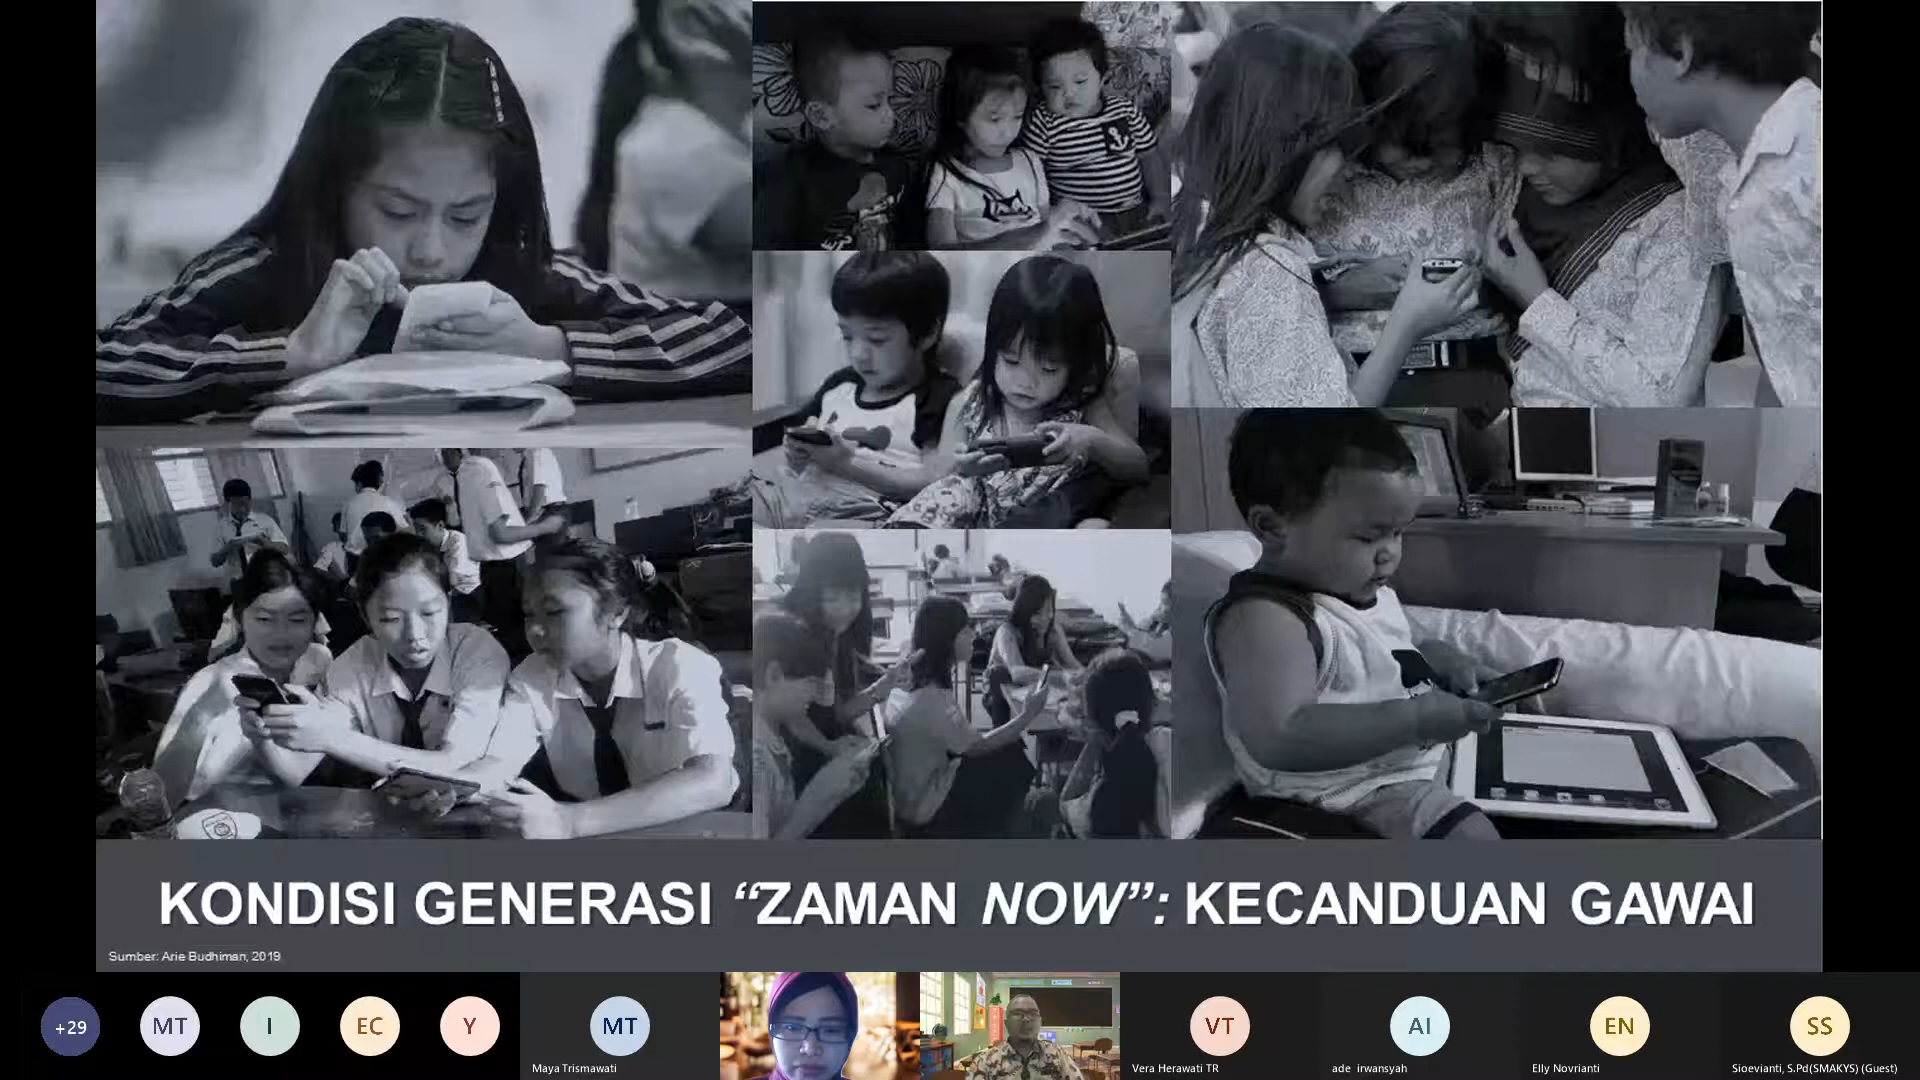 KONDISI GENERASI “ZAMAN NOW”: KECANDUAN GAWAI
Sumber: Arie Budhiman, 2019
+29
MT
I
EC
Y
MT
Maya Trismawati
VT
Vera Herawati TR
AI
ade irwansyah
EN
Elly Novrianti
SS
Sioevianti, S.Pd(SMAKYS) (Guest)